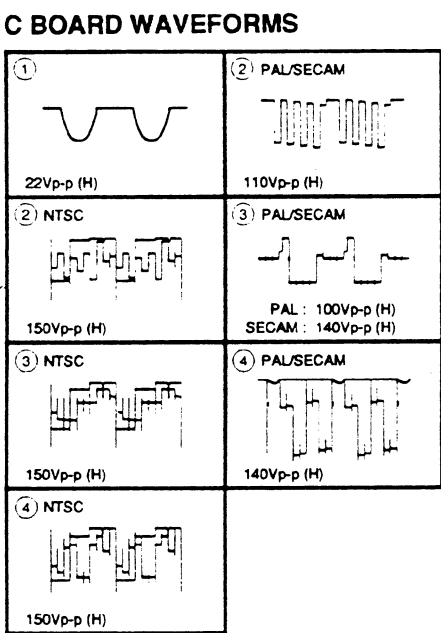 C BOARD WAVEFORMS
1
22Vp-p (H)
2 PAL/SECAM
110Vp-p (H)
2 NTSC
150Vp-p (H)
3 PAL/SECAM
PAL : 100Vp-p (H)
SECAM : 140Vp-p (H)
3 NTSC
150Vp-p (H)
4 PAL/SECAM
140Vp-p (H)
4 NTSC
150Vp-p (H)